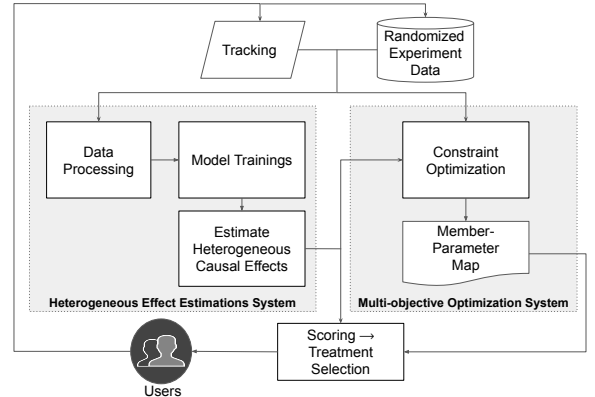 Tracking
Randomized
Experiment
Data
Data
Processing
Model Trainings
Estimate
Heterogeneous
Causal Effects
Heterogeneous Effect Estimations System
Constraint
Optimization
Member-
Parameter
Map
Multi-objective Optimization System
Scoring →
Treatment
Selection
Users